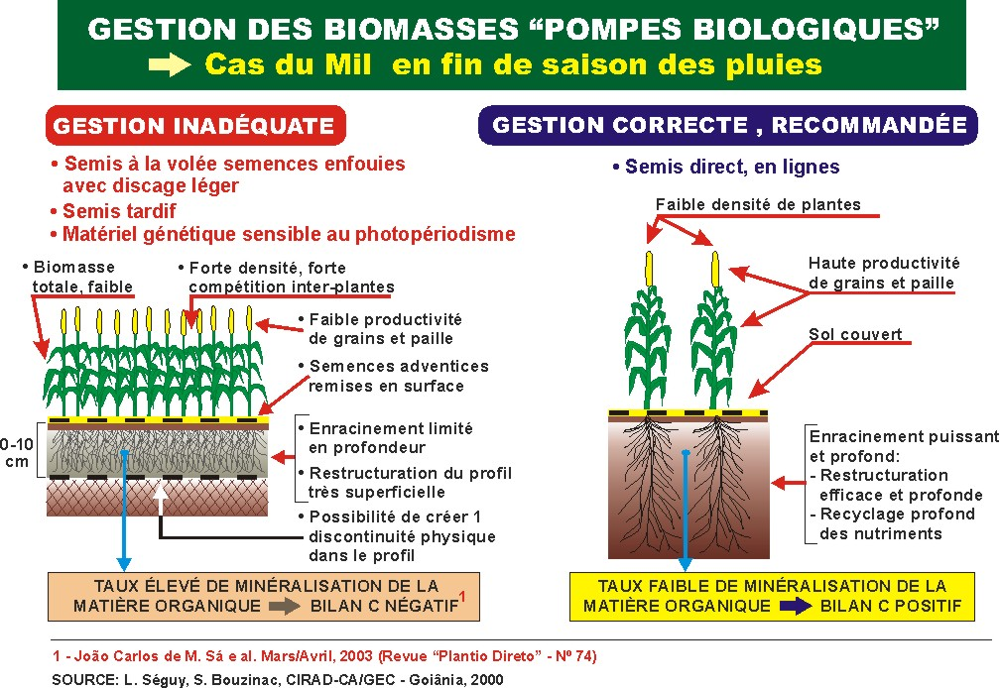 GESTION DES BIOMASSES “POMPES BIOLOGIQUES”
Cas du Mil en fin de saison des pluies
GESTION INADÉQUATE
• Semis à la volée semences enfouies
avec discage léger
• Semis tardif
• Matériel génétique sensible au photopériodisme
• Biomasse
totale, faible
• Forte densité, forte
compétition inter-plantes
• Faible productivité
de grains et paille
• Semences adventices
remises en surface
0-10
cm
• Enracinement limité
en profondeur
• Restructuration du profil
très superficielle
• Possibilité de créer 1
discontinuité physique
dans le profil
TAUX ÉLEVÉ DE MINÉRALISATION DE LA
MATIÈRE ORGANIQUE BILAN C NÉGATIF1
GESTION CORRECTE , RECOMMANDÉE
• Semis direct, en lignes
Faible densité de plantes
Haute productivité
de grains et paille
Sol couvert
Enracinement puissant
et profond:
- Restructuration
efficace et profonde
- Recyclage profond
des nutriments
TAUX FAIBLE DE MINÉRALISATION DE LA
MATIÈRE ORGANIQUE BILAN C POSITIF
1 - João Carlos de M. Sá e al. Mars/Avril, 2003 (Revue “Plantio Direto” - Nº 74)
SOURCE: L. Séguy, S. Bouzinac, CIRAD-CA/GEC - Goiânia, 2000